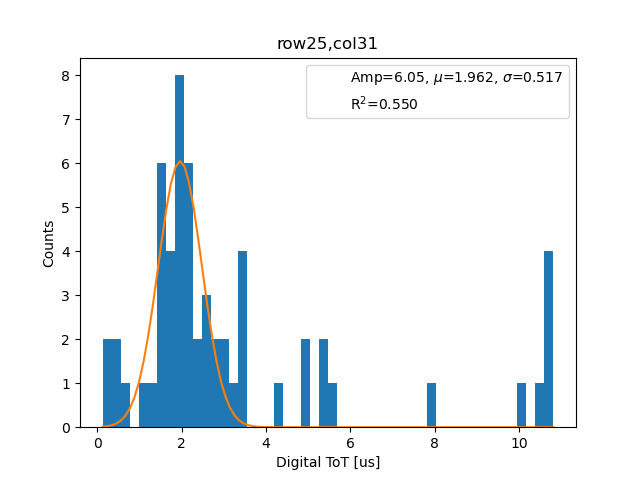 row25,col31
Amp=6.05, μ=1.962, σ=0.517
R²=0.550
Counts
8
7
6
5
4
3
2
1
0
0 2 4 6 8 10
Digital ToT [us]